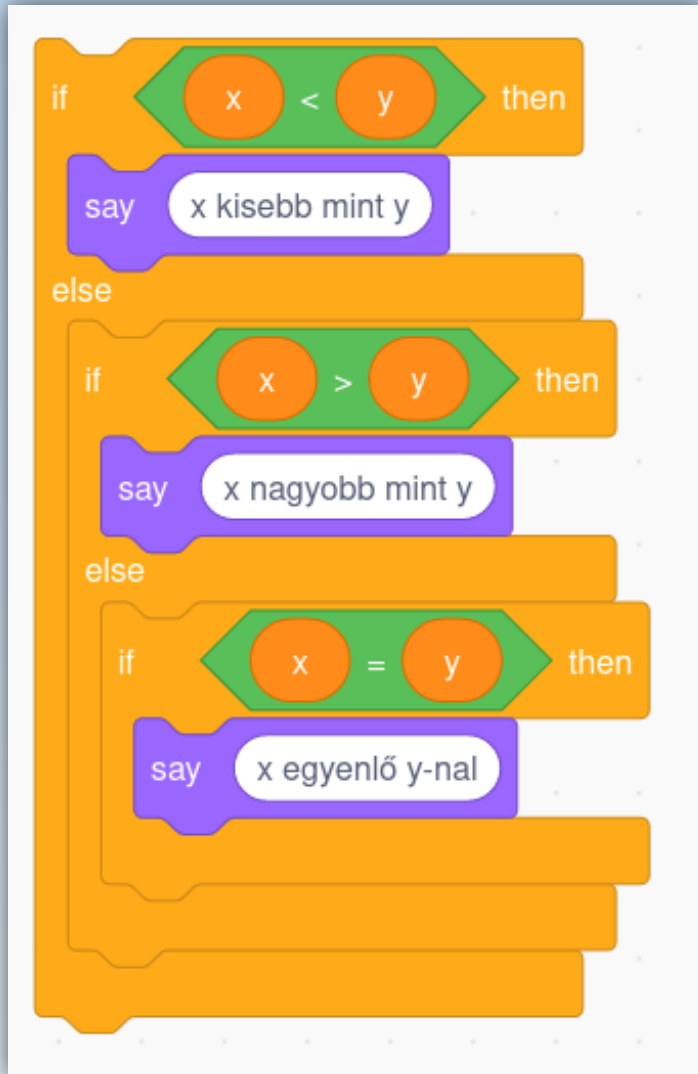 if x < y then
say x kisebb mint y
else
if x > y then
say x nagyobb mint y
else
if x = y then
say x egyenlő y-nal